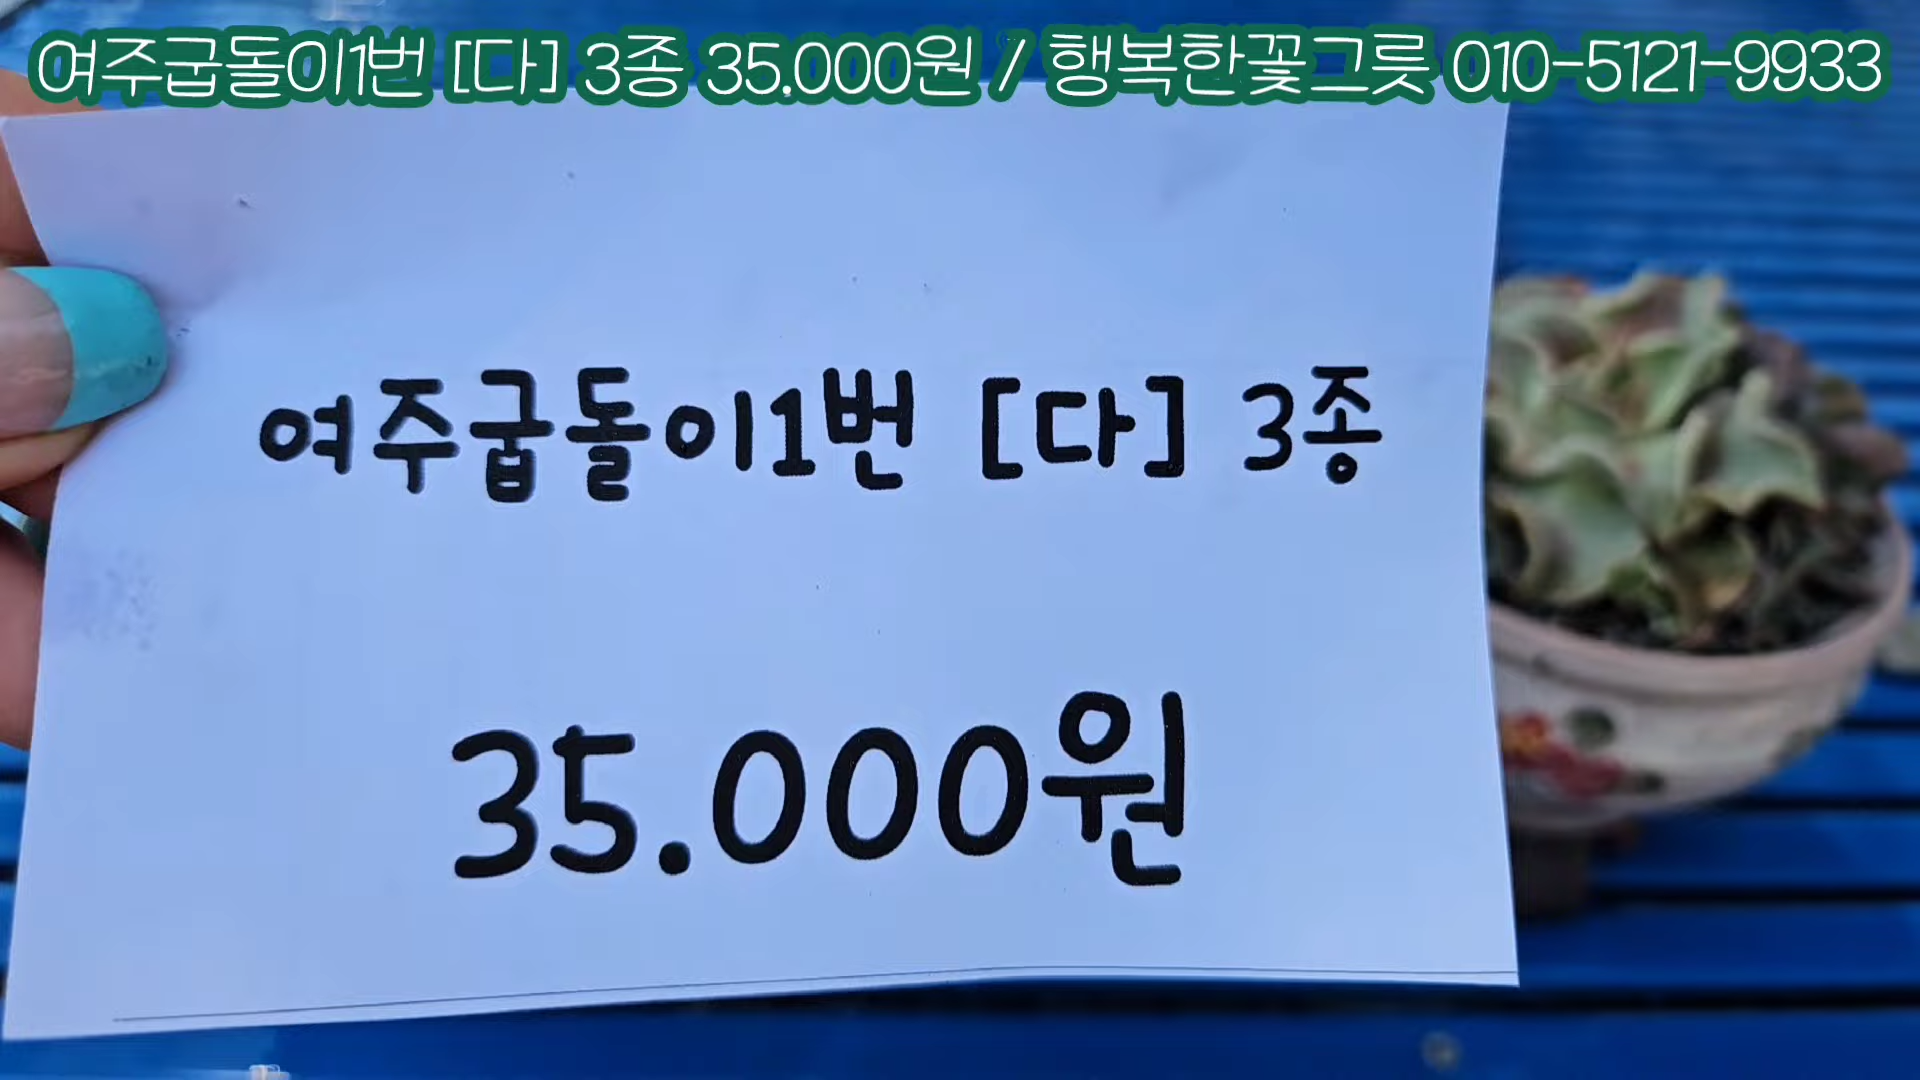 여주굽돌이1번 [다] 3종 35.000원 / 행복한꽃그릇 010-5121-9933
여주굽돌이1번 [다] 3종
35.000원